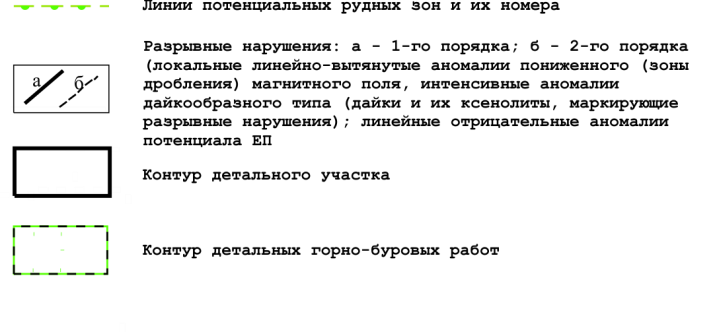 Линии потенциальных рудных зон и их номера
Разрывные нарушения: а - 1-го порядка; б - 2-го порядка
(локальные линейно-вытянутые аномалии пониженного (зоны
дробления) магнитного поля, интенсивные аномалии
дайкообразного типа (дайки и их ксенолиты, маркирующие
разрывные нарушения); линейные отрицательные аномалии
потенциала ЕП
а б
Контур детального участка
Контур детальных горно-буровых работ